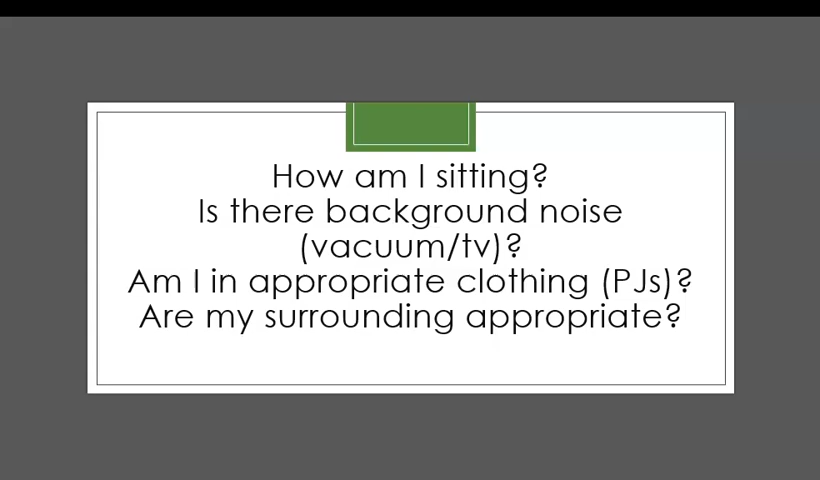 How am I sitting?
Is there background noise
(vacuum/tv)?
Am I in appropriate clothing (PJs)?
Are my surrounding appropriate?